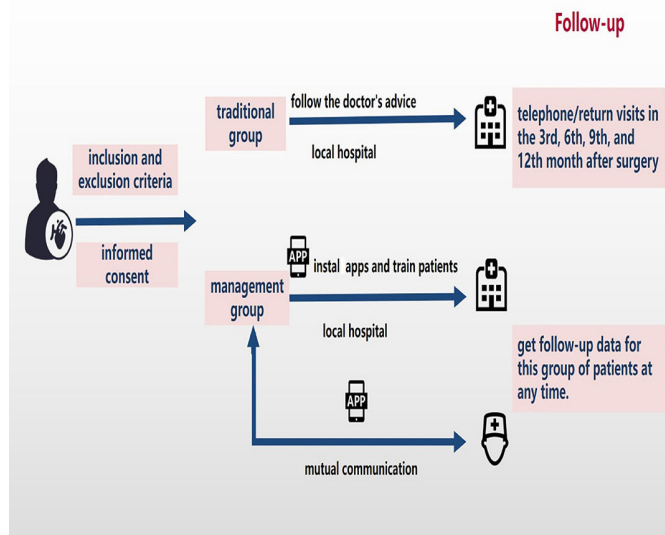 Follow-up
traditional
group
follow the doctor's advice
local hospital
telephone/return visits in
the 3rd, 6th, 9th, and
12th month after surgery
inclusion and
exclusion criteria
informed
consent
management
group
APP
instal apps and train patients
local hospital
get follow-up data for
this group of patients at
any time.
APP
mutual communication